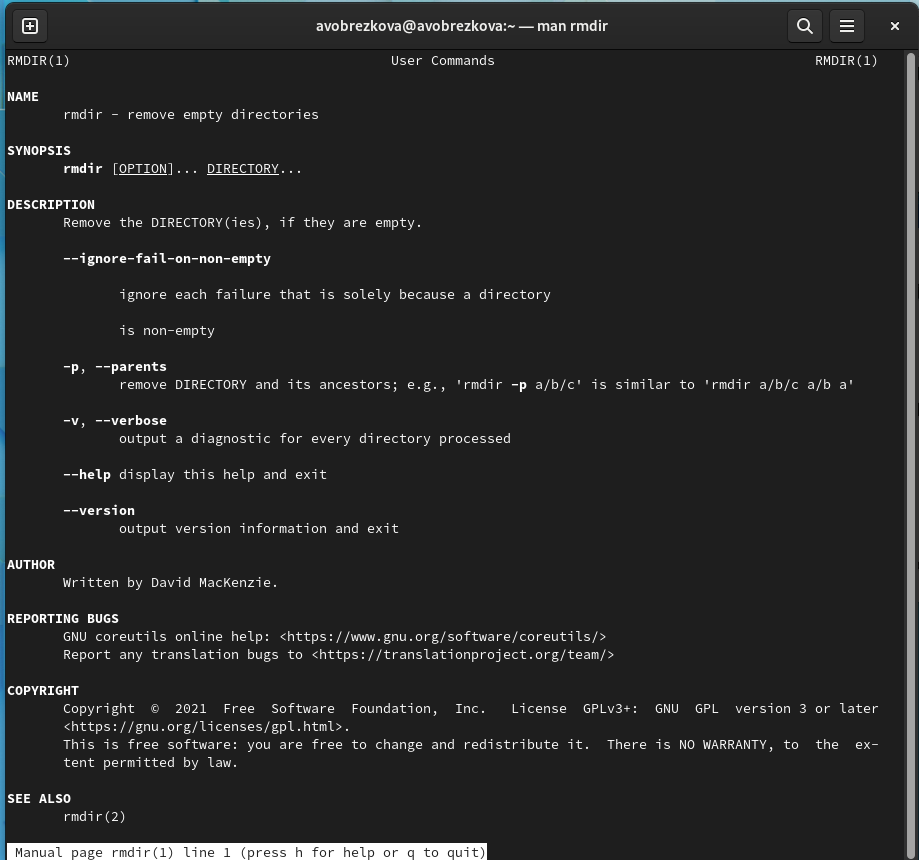 avobrezkova@avobrezkova:~ — man rmdir
RMDIR(1) User Commands RMDIR(1)
NAME
rmdir - remove empty directories
SYNOPSIS
rmdir [OPTION]... DIRECTORY...
DESCRIPTION
Remove the DIRECTORY(ies), if they are empty.
--ignore-fail-on-non-empty
ignore each failure that is solely because a directory
is non-empty
-p, --parents
remove DIRECTORY and its ancestors; e.g., 'rmdir -p a/b/c' is similar to 'rmdir a/b/c a/b a'
-v, --verbose
output a diagnostic for every directory processed
--help display this help and exit
--version
output version information and exit
AUTHOR
Written by David MacKenzie.
REPORTING BUGS
GNU coreutils online help: <https://www.gnu.org/software/coreutils/>
Report any translation bugs to <https://translationproject.org/team/>
COPYRIGHT
Copyright © 2021 Free Software Foundation, Inc. License GPLv3+: GNU GPL version 3 or later
<https://gnu.org/licenses/gpl.html>.
This is free software: you are free to change and redistribute it. There is NO WARRANTY, to the ex-
tent permitted by law.
SEE ALSO
rmdir(2)
Manual page rmdir(1) line 1 (press h for help or q to quit)